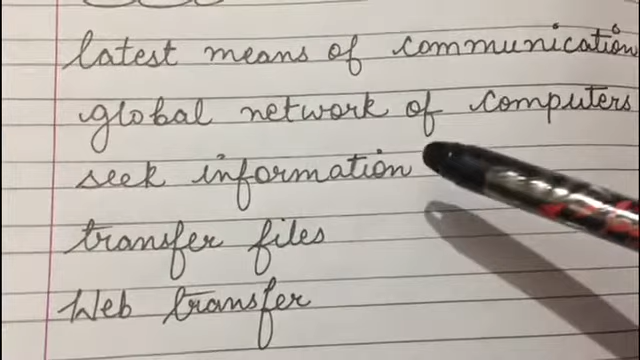 latest means of communication
global network of computers
seek information
transfer files
Web transfer